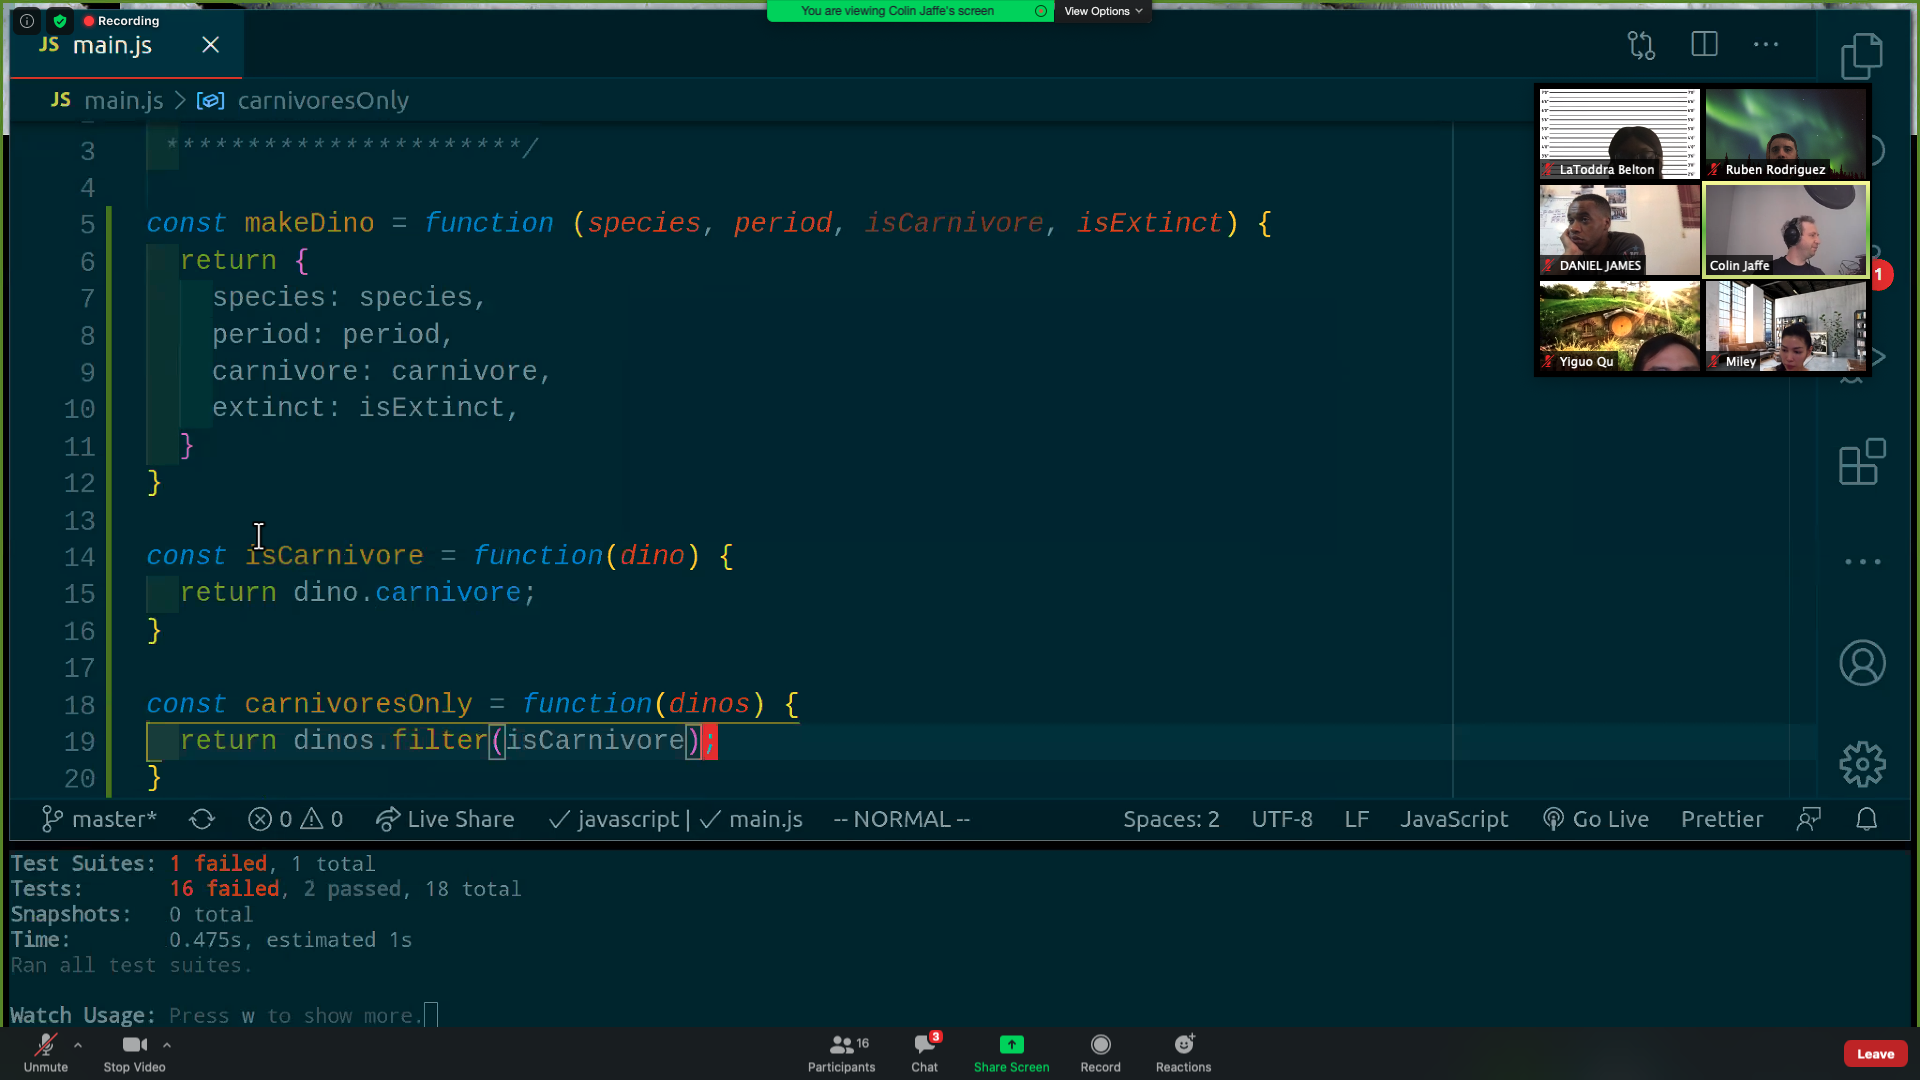 Recording
You are viewing Colin Jaffe's screen
View Options
JS main.js
JS main.js > carnivoresOnly
3 **********************/
4
5 const makeDino = function (species, period, isCarnivore, isExtinct) {
6 return {
7 species: species,
8 period: period,
9 carnivore: carnivore,
10 extinct: isExtinct,
11 }
12 }
13
14 const isCarnivore = function(dino) {
15 return dino.carnivore;
16 }
17
18 const carnivoresOnly = function(dinos) {
19 return dinos.filter(isCarnivore);
20 }
LaToddra Belton
Ruben Rodriguez
DANIEL JAMES
Colin Jaffe
Yiguo Qu
Miley
1
master* 0 0 Live Share javascript | main.js -- NORMAL -- Spaces: 2 UTF-8 LF JavaScript Go Live Prettier
Test Suites: 1 failed, 1 total
Tests: 16 failed, 2 passed, 18 total
Snapshots: 0 total
Time: 0.475s, estimated 1s
Ran all test suites.
Watch Usage: Press w to show more.
Unmute
Stop Video
Participants 16
Chat 3
Share Screen
Record
Reactions
Leave